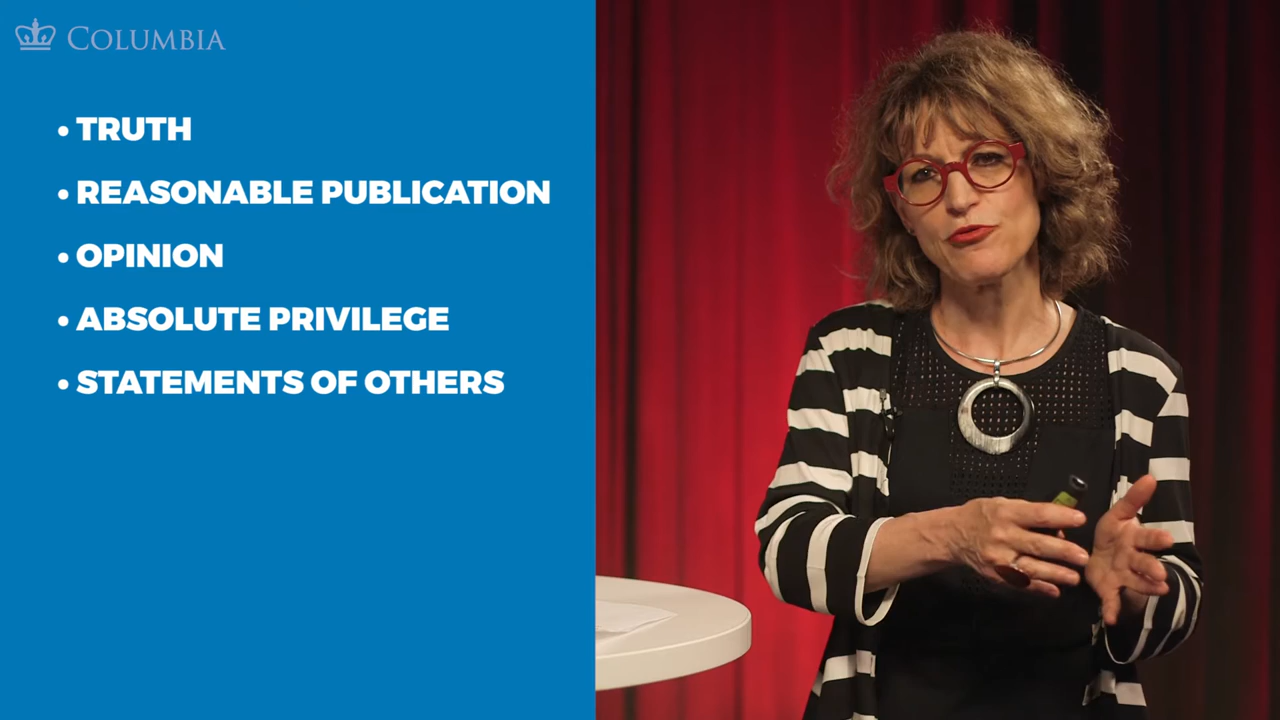 COLUMBIA
• TRUTH
• REASONABLE PUBLICATION
• OPINION
• ABSOLUTE PRIVILEGE
• STATEMENTS OF OTHERS